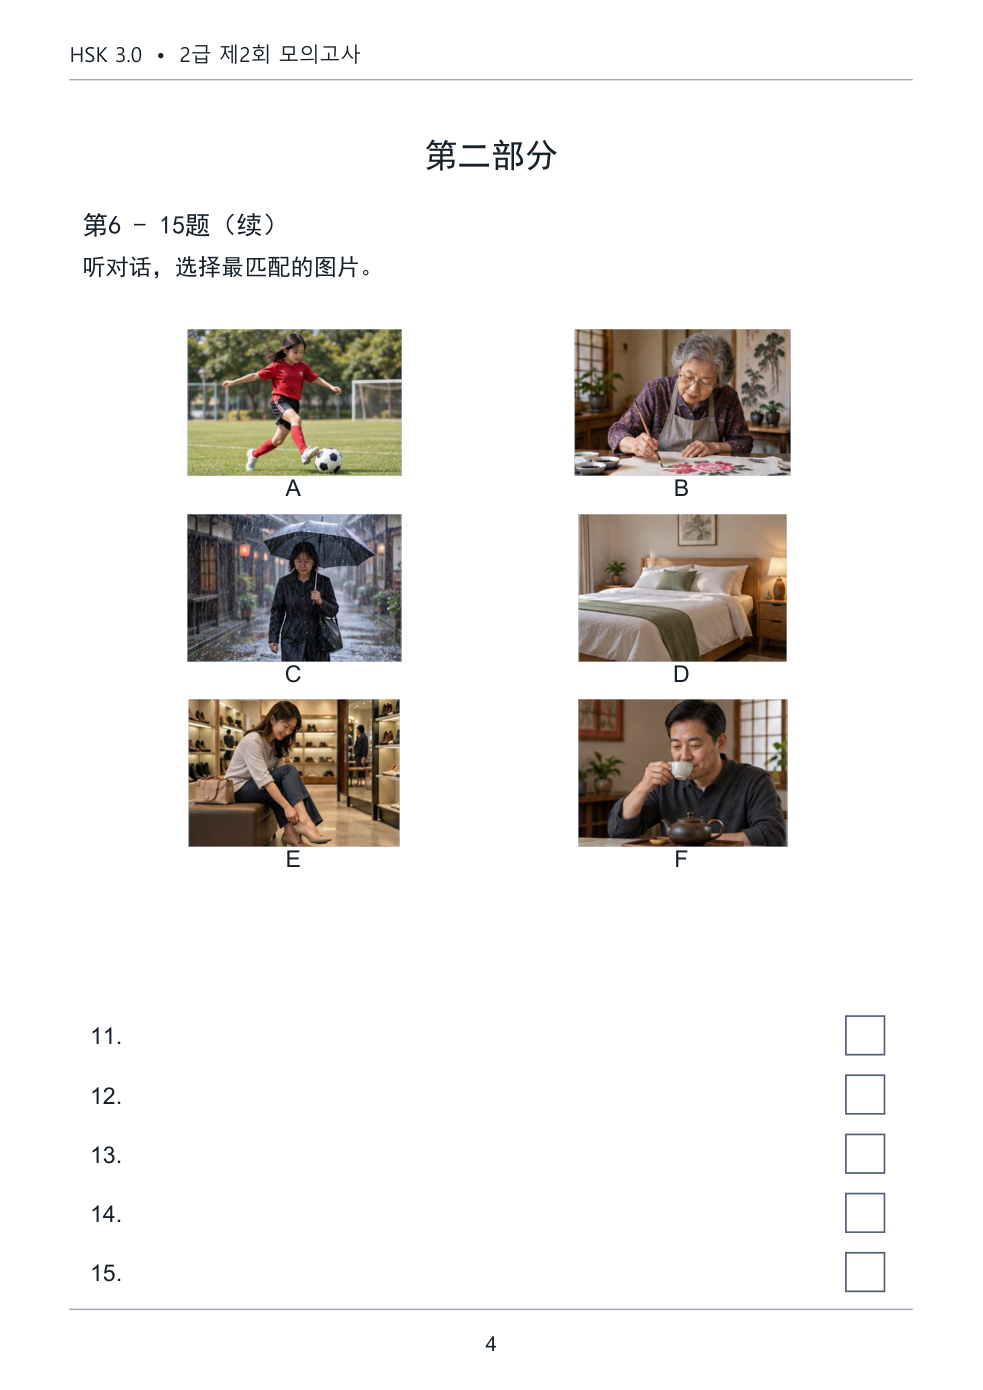 HSK 3.0 • 2급 제2회 모의고사
第二部分
第6 - 15题（续）
听对话，选择最匹配的图片。
A
B
C
D
E
F
11.
12.
13.
14.
15.
4